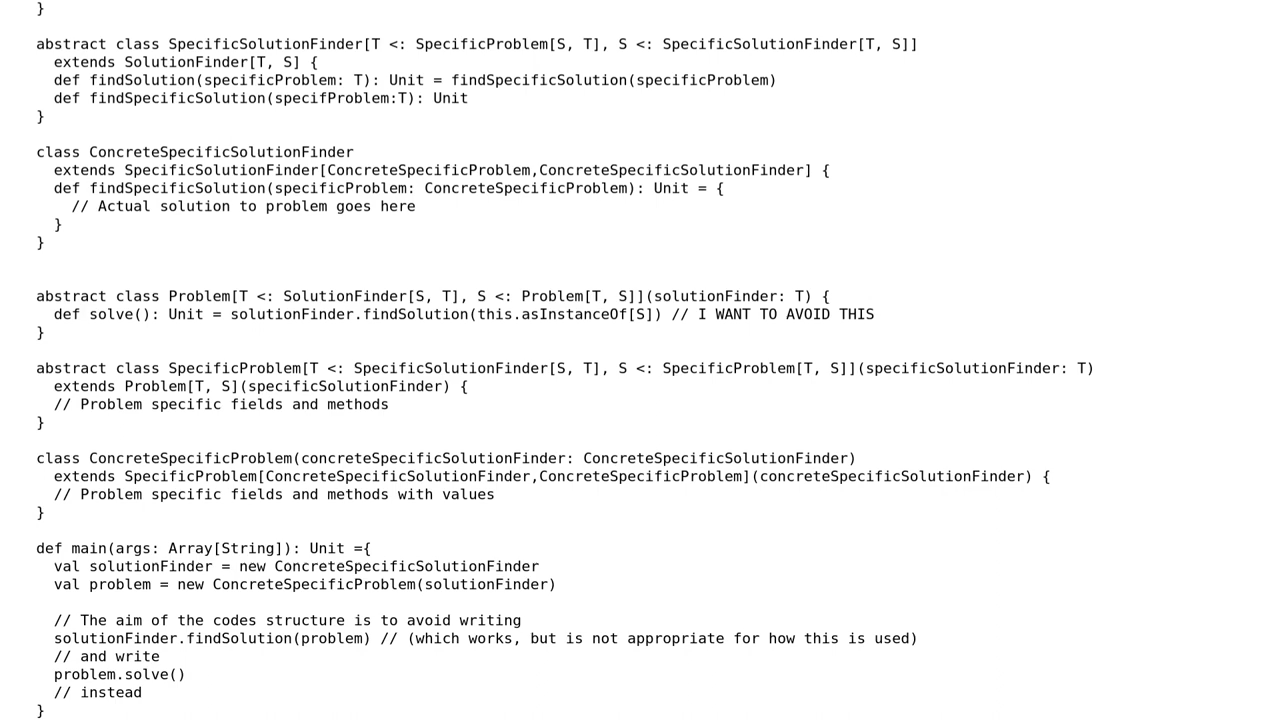 }
abstract class SpecificSolutionFinder[T <: SpecificProblem[S, T], S <: SpecificSolutionFinder[T, S]]
  extends SolutionFinder[T, S] {
  def findSolution(specificProblem: T): Unit = findSpecificSolution(specificProblem)
  def findSpecificSolution(specifProblem:T): Unit
}
class ConcreteSpecificSolutionFinder
  extends SpecificSolutionFinder[ConcreteSpecificProblem,ConcreteSpecificSolutionFinder] {
  def findSpecificSolution(specificProblem: ConcreteSpecificProblem): Unit = {
    // Actual solution to problem goes here
  }
}
abstract class Problem[T <: SolutionFinder[S, T], S <: Problem[T, S]](solutionFinder: T) {
  def solve(): Unit = solutionFinder.findSolution(this.asInstanceOf[S]) // I WANT TO AVOID THIS
}
abstract class SpecificProblem[T <: SpecificSolutionFinder[S, T], S <: SpecificProblem[T, S]](specificSolutionFinder: T)
  extends Problem[T, S](specificSolutionFinder) {
  // Problem specific fields and methods
}
class ConcreteSpecificProblem(concreteSpecificSolutionFinder: ConcreteSpecificSolutionFinder)
  extends SpecificProblem[ConcreteSpecificSolutionFinder,ConcreteSpecificProblem](concreteSpecificSolutionFinder) {
  // Problem specific fields and methods with values
}
def main(args: Array[String]): Unit ={
  val solutionFinder = new ConcreteSpecificSolutionFinder
  val problem = new ConcreteSpecificProblem(solutionFinder)
  // The aim of the codes structure is to avoid writing
  solutionFinder.findSolution(problem) // (which works, but is not appropriate for how this is used)
  // and write
  problem.solve()
  // instead
}